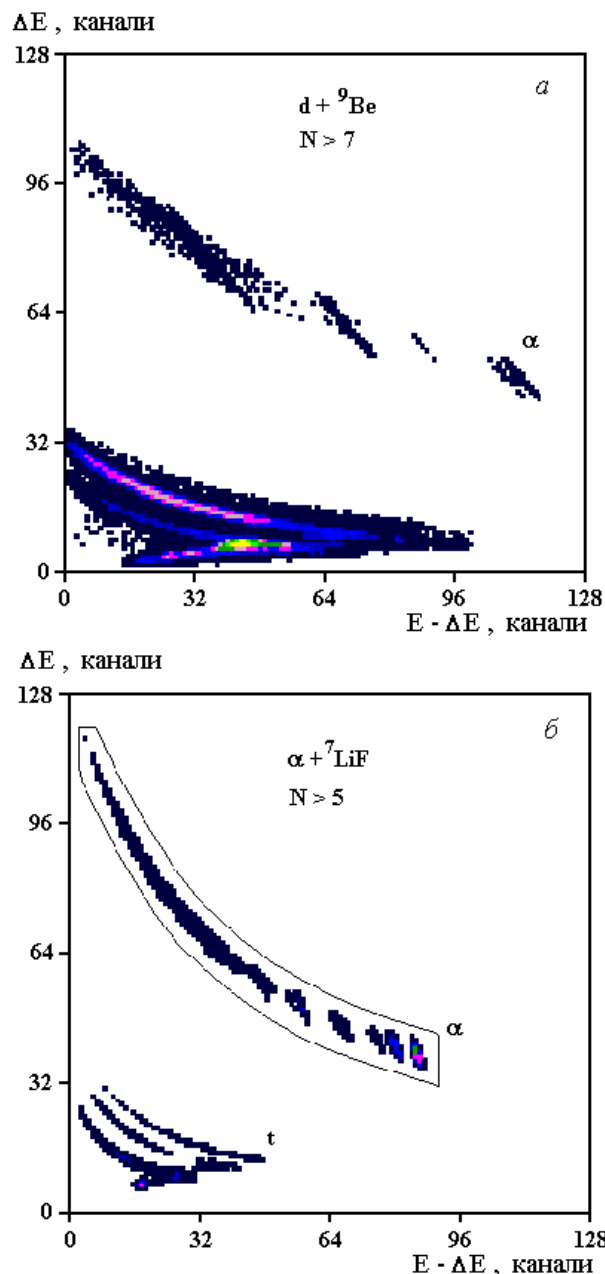 ΔE , канали
128
а
d + ⁹Be
N > 7
96
64
α
32
0
0 32 64 96 128
E - ΔE , канали
ΔE , канали
128
б
α + ⁷LiF
N > 5
96
64
α
32
t
0
0 32 64 96 128
E - ΔE , канали